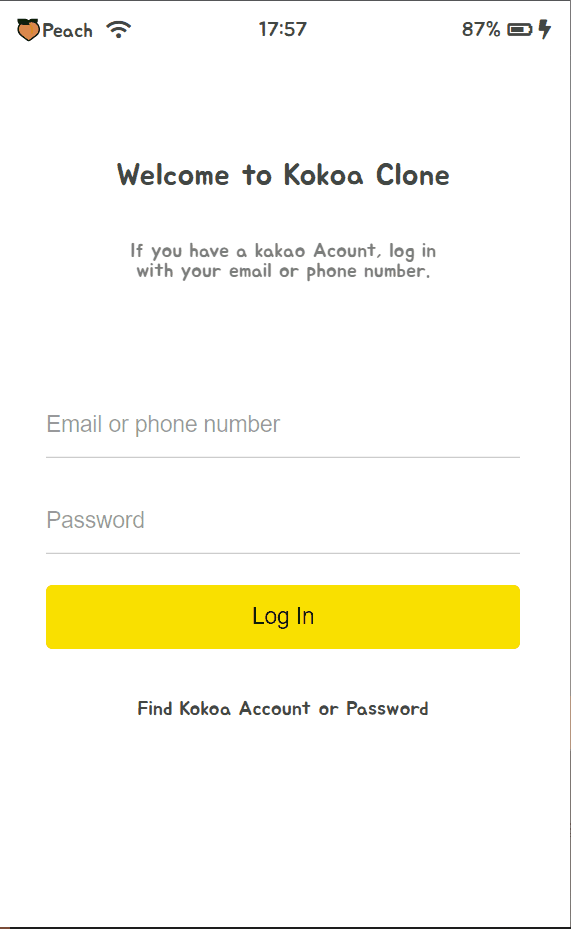 Peach 17:57 87%
Welcome to Kokoa Clone
If you have a kakao Acount, log in
with your email or phone number.
Email or phone number
Password
Log In
Find Kokoa Account or Password